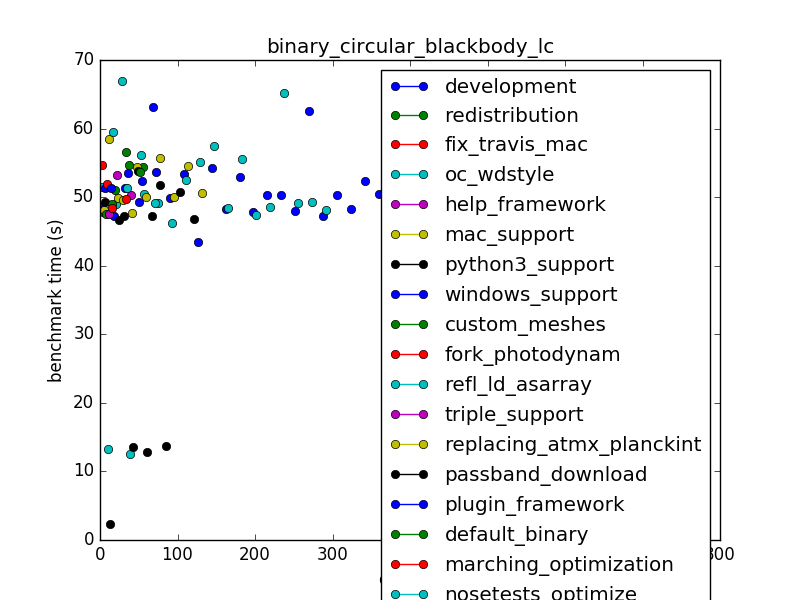 binary_circular_blackbody_lc
70
60
50
40
30
20
10
0
benchmark time (s)
0 100 200 300 800
development
redistribution
fix_travis_mac
oc_wdstyle
help_framework
mac_support
python3_support
windows_support
custom_meshes
fork_photodynam
refl_ld_asarray
triple_support
replacing_atmx_planckint
passband_download
plugin_framework
default_binary
marching_optimization
nosetests_optimize